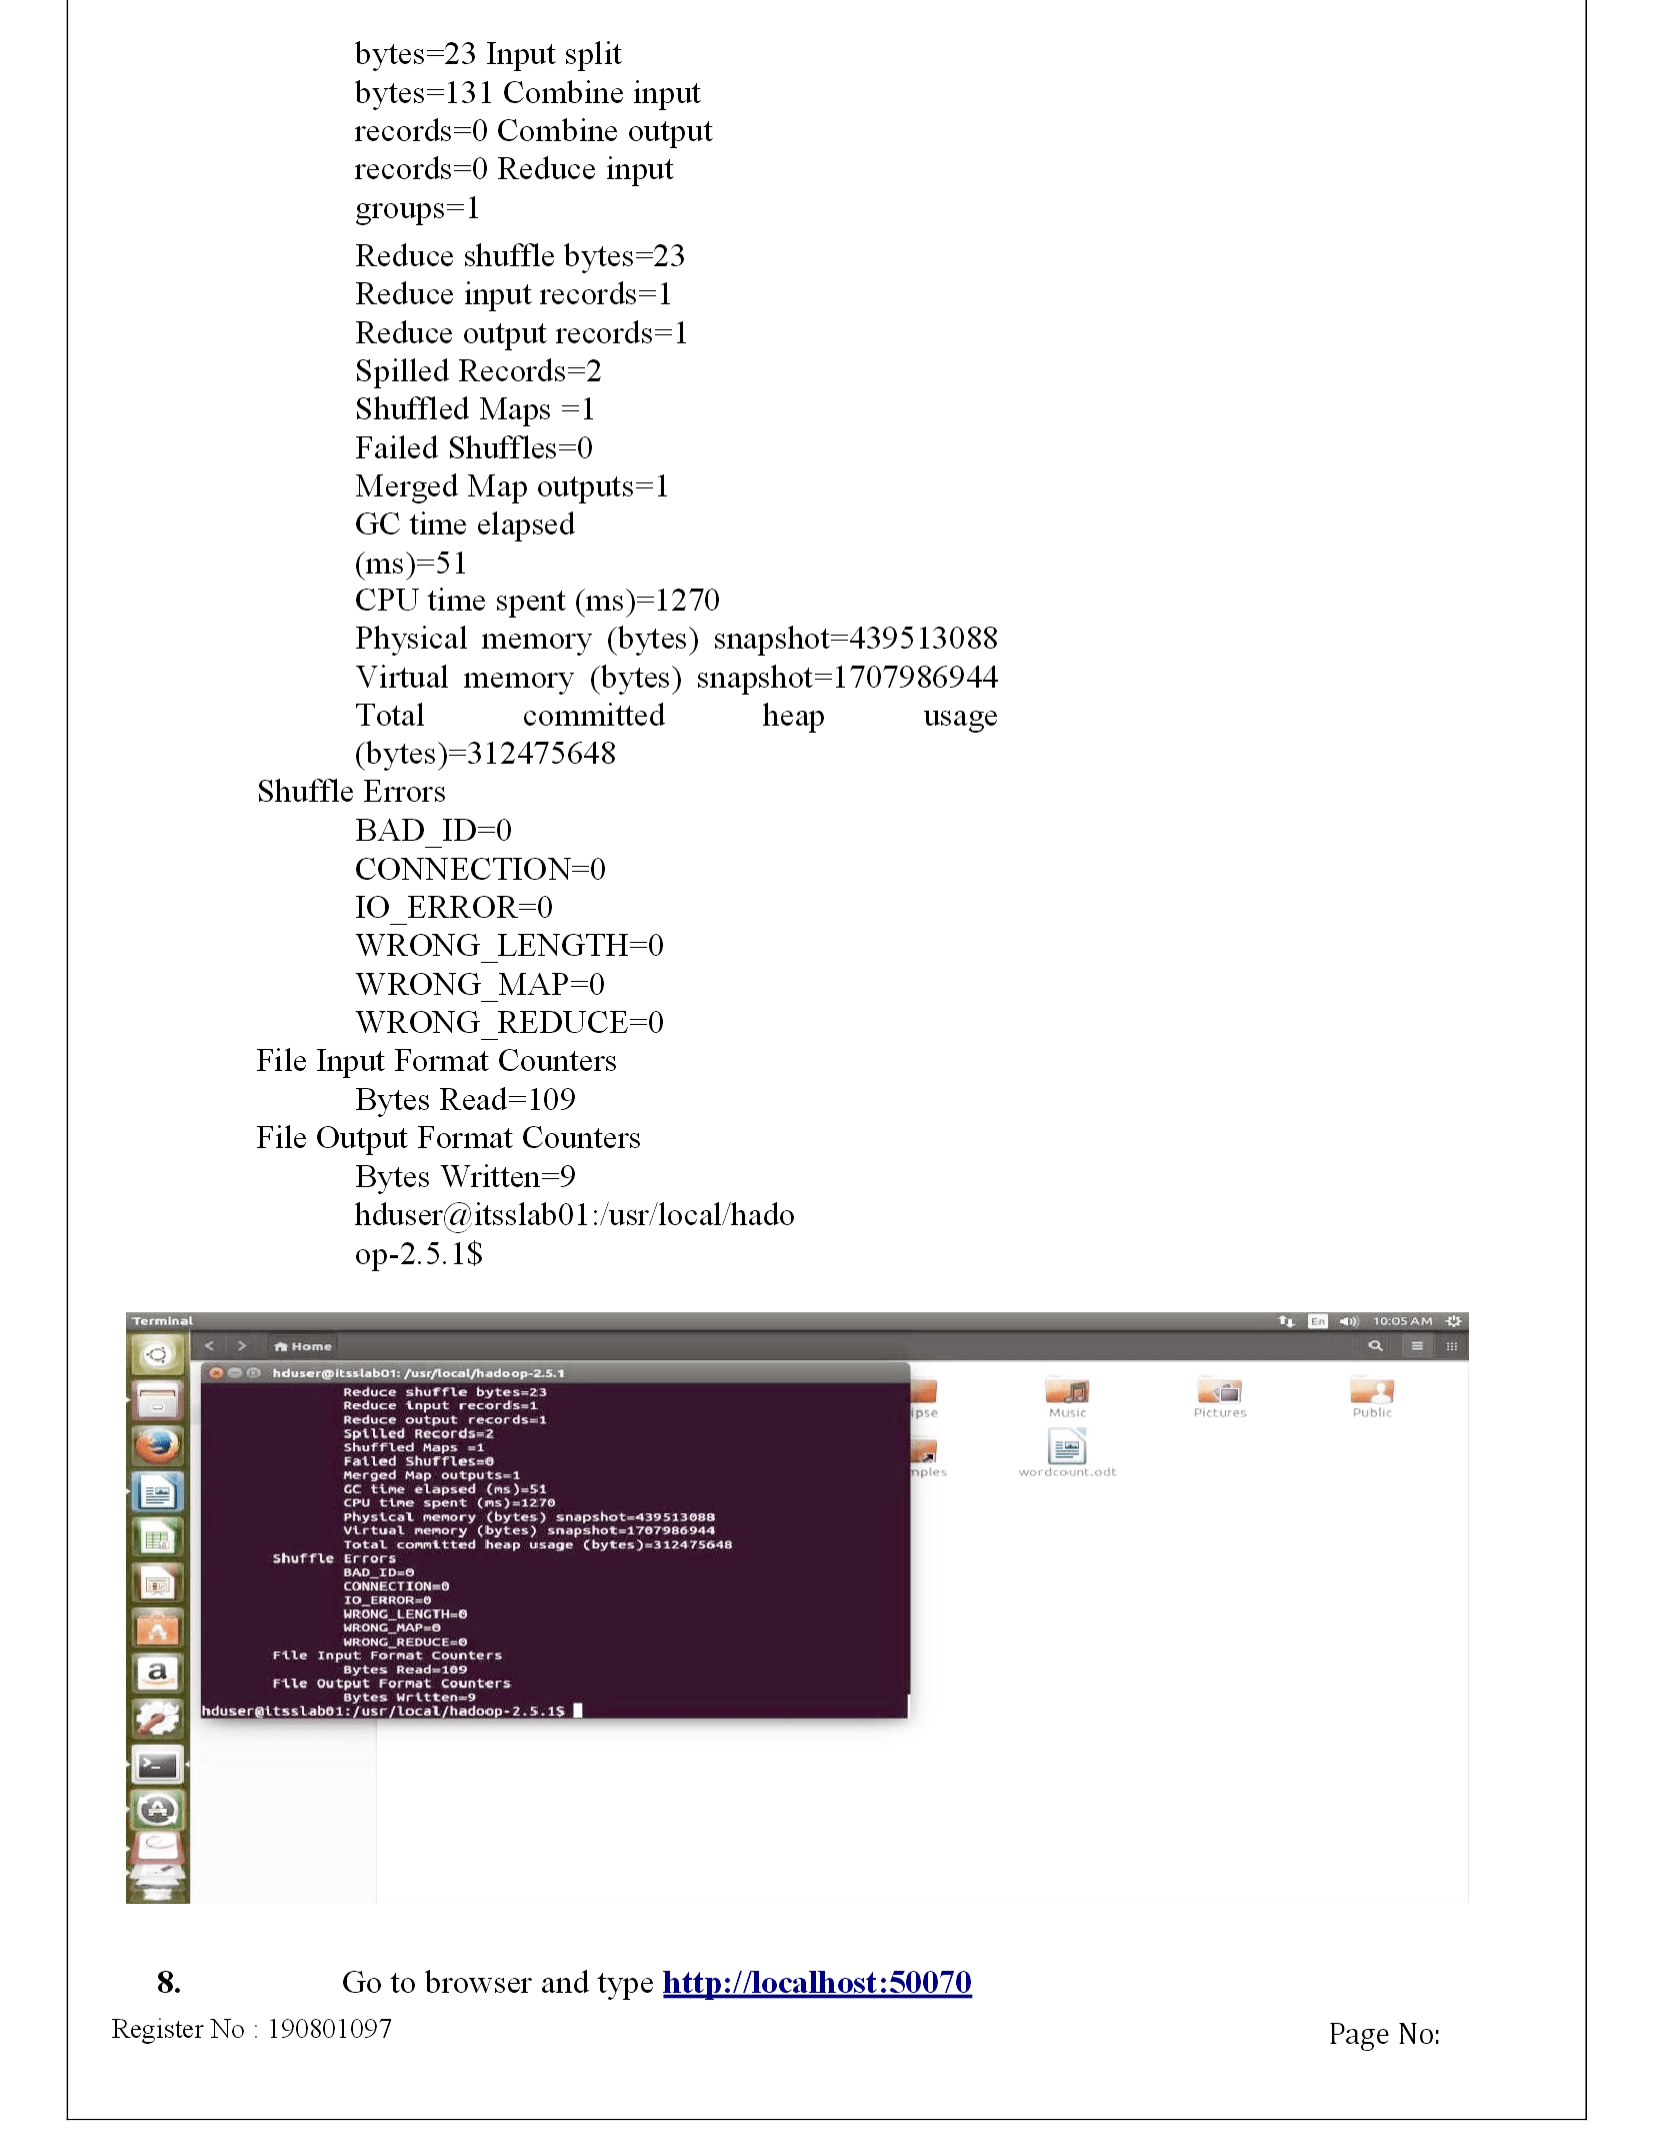 bytes=23 Input split
bytes=131 Combine input
records=0 Combine output
records=0 Reduce input
groups=1
Reduce shuffle bytes=23
Reduce input records=1
Reduce output records=1
Spilled Records=2
Shuffled Maps =1
Failed Shuffles=0
Merged Map outputs=1
GC time elapsed
(ms)=51
CPU time spent (ms)=1270
Physical memory (bytes) snapshot=439513088
Virtual memory (bytes) snapshot=1707986944
Total committed heap usage
(bytes)=312475648
Shuffle Errors
BAD_ID=0
CONNECTION=0
IO_ERROR=0
WRONG_LENGTH=0
WRONG_MAP=0
WRONG_REDUCE=0
File Input Format Counters
Bytes Read=109
File Output Format Counters
Bytes Written=9
hduser@itsslab01:/usr/local/hado
op-2.5.1$
Terminal En 10:05 AM
< > Home
hduser@itsslab01: /usr/local/hadoop-2.5.1
Reduce shuffle bytes=23
Reduce input records=1
Reduce output records=1
Spilled Records=2
Shuffled Maps =1
Failed Shuffles=0
Merged Map outputs=1
GC time elapsed (ms)=51
CPU time spent (ms)=1270
Physical memory (bytes) snapshot=439513088
Virtual memory (bytes) snapshot=1707986944
Total committed heap usage (bytes)=312475648
Shuffle Errors
BAD_ID=0
CONNECTION=0
IO_ERROR=0
WRONG_LENGTH=0
WRONG_MAP=0
WRONG_REDUCE=0
File Input Format Counters
Bytes Read=109
File Output Format Counters
Bytes Written=9
hduser@itsslab01:/usr/local/hadoop-2.5.1$
ipse Music Pictures Public
mples wordcount.odt
8. Go to browser and type http://localhost:50070
Register No : 190801097
Page No: